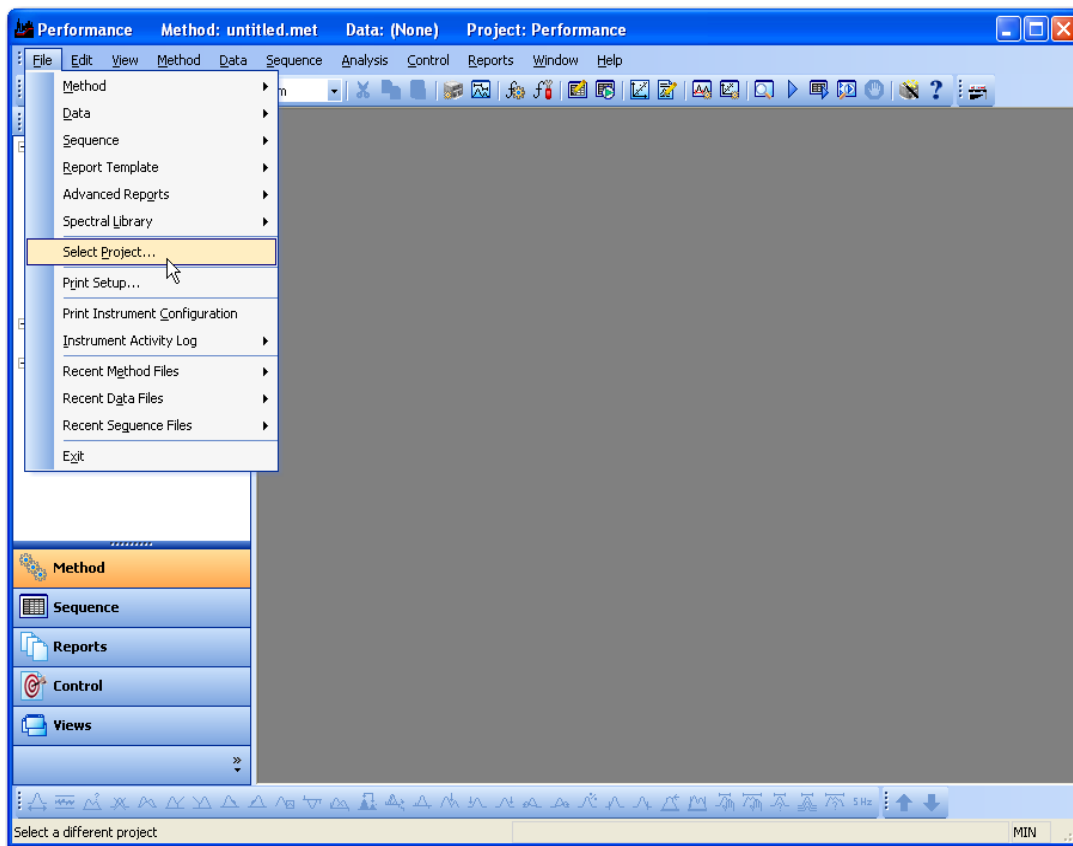 Performance Method: untitled.met Data: (None) Project: Performance
File Edit View Method Data Sequence Analysis Control Reports Window Help
Method
Data
Sequence
Report Template
Advanced Reports
Spectral Library
Select Project...
Print Setup...
Print Instrument Configuration
Instrument Activity Log
Recent Method Files
Recent Data Files
Recent Sequence Files
Exit
Method
Sequence
Reports
Control
Views
5 Hz
Select a different project MIN